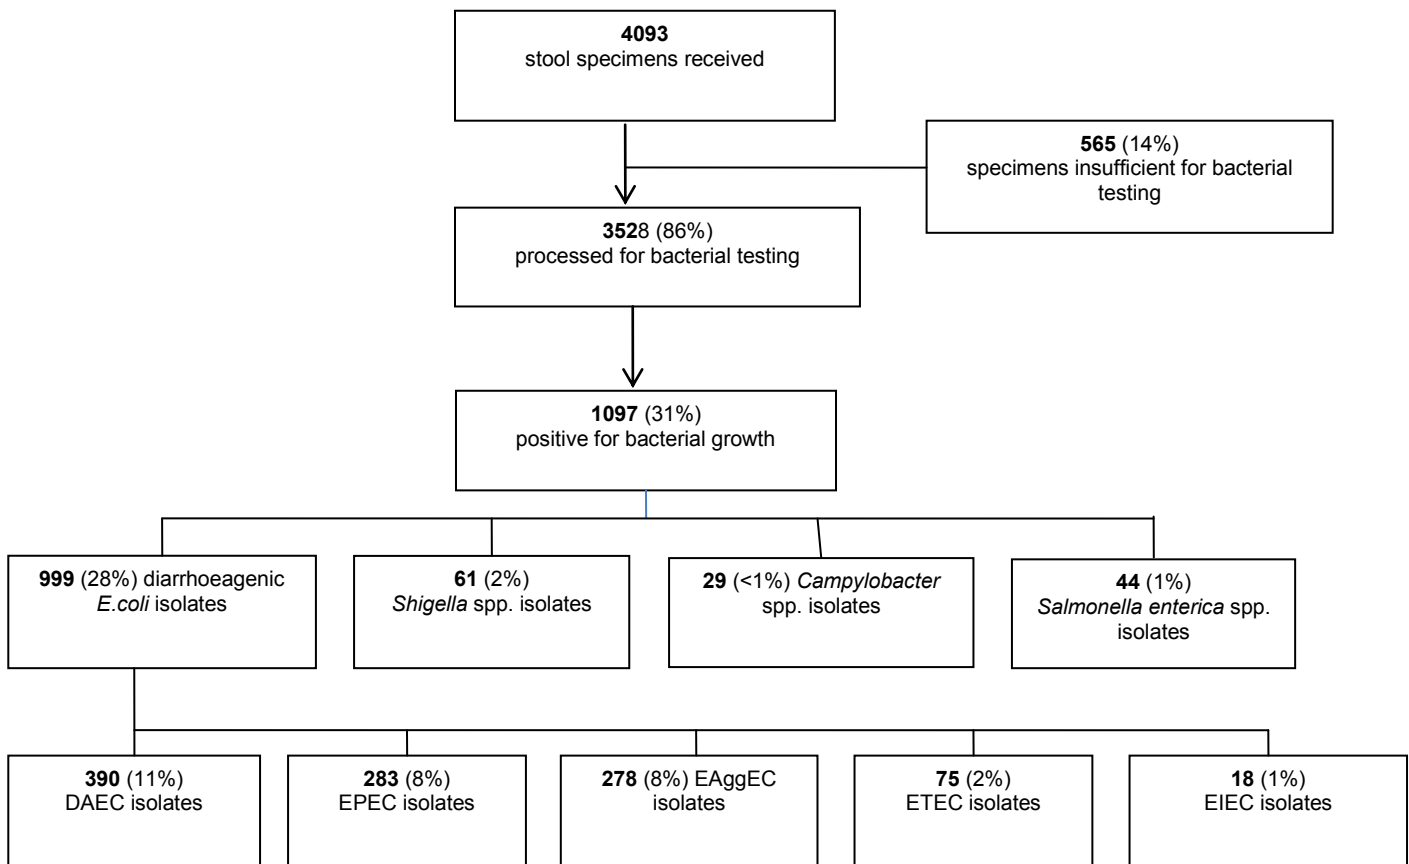 4093
stool specimens received
565 (14%)
specimens insufficient for bacterial
testing
3528 (86%)
processed for bacterial testing
1097 (31%)
positive for bacterial growth
999 (28%) diarrhoeagenic
E.coli isolates
61 (2%)
Shigella spp. isolates
29 (<1%) Campylobacter
spp. isolates
44 (1%)
Salmonella enterica spp.
isolates
390 (11%)
DAEC isolates
283 (8%)
EPEC isolates
278 (8%) EAggEC
isolates
75 (2%)
ETEC isolates
18 (1%)
EIEC isolates